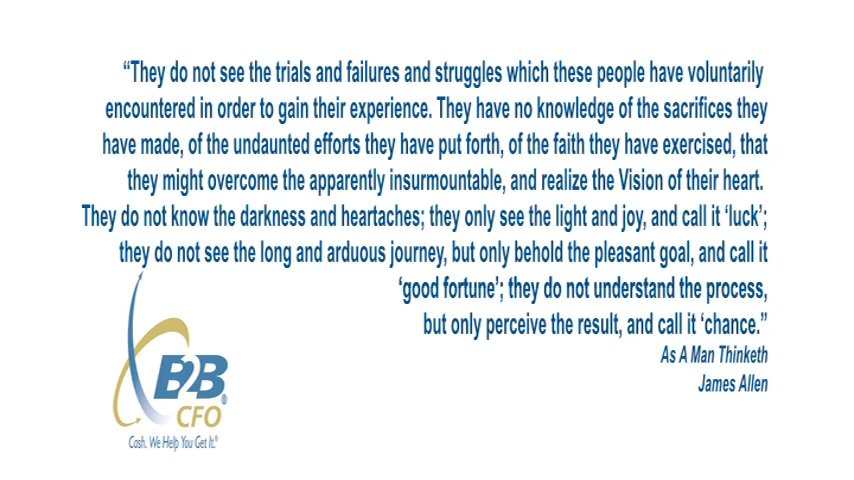 “They do not see the trials and failures and struggles which these people have voluntarily
encountered in order to gain their experience. They have no knowledge of the sacrifices they
have made, of the undaunted efforts they have put forth, of the faith they have exercised, that
they might overcome the apparently insurmountable, and realize the Vision of their heart.
They do not know the darkness and heartaches; they only see the light and joy, and call it ‘luck’;
they do not see the long and arduous journey, but only behold the pleasant goal, and call it
‘good fortune’; they do not understand the process,
but only perceive the result, and call it ‘chance.”
As A Man Thinketh
James Allen
B2B®
CFO
Cash. We Help You Get It.®